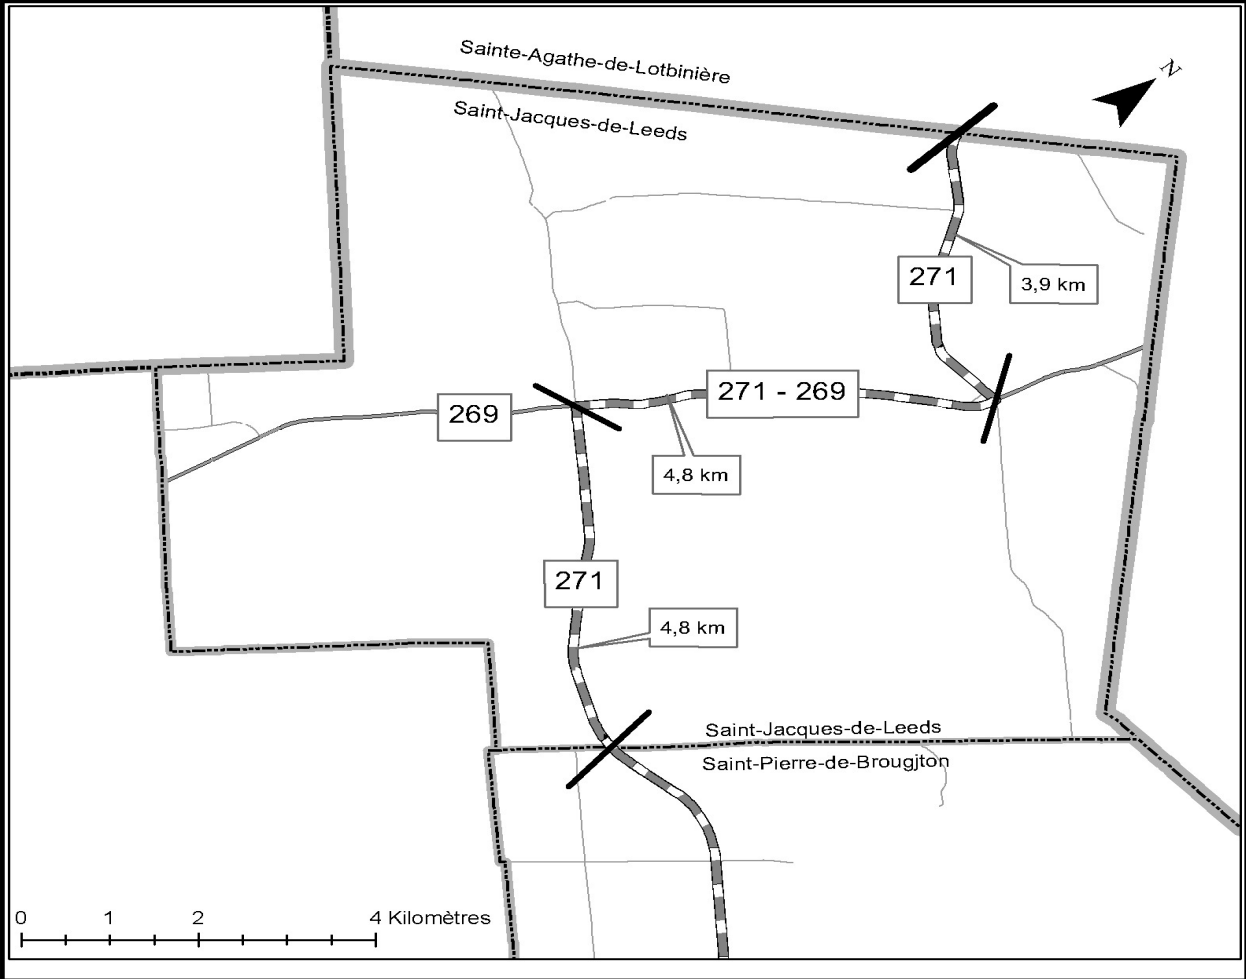 Sainte-Agathe-de-Lotbinière
Saint-Jacques-de-Leeds
N
271
3,9 km
271 - 269
269
4,8 km
271
4,8 km
Saint-Jacques-de-Leeds
Saint-Pierre-de-Brougjton
0 1 2 4 Kilomètres